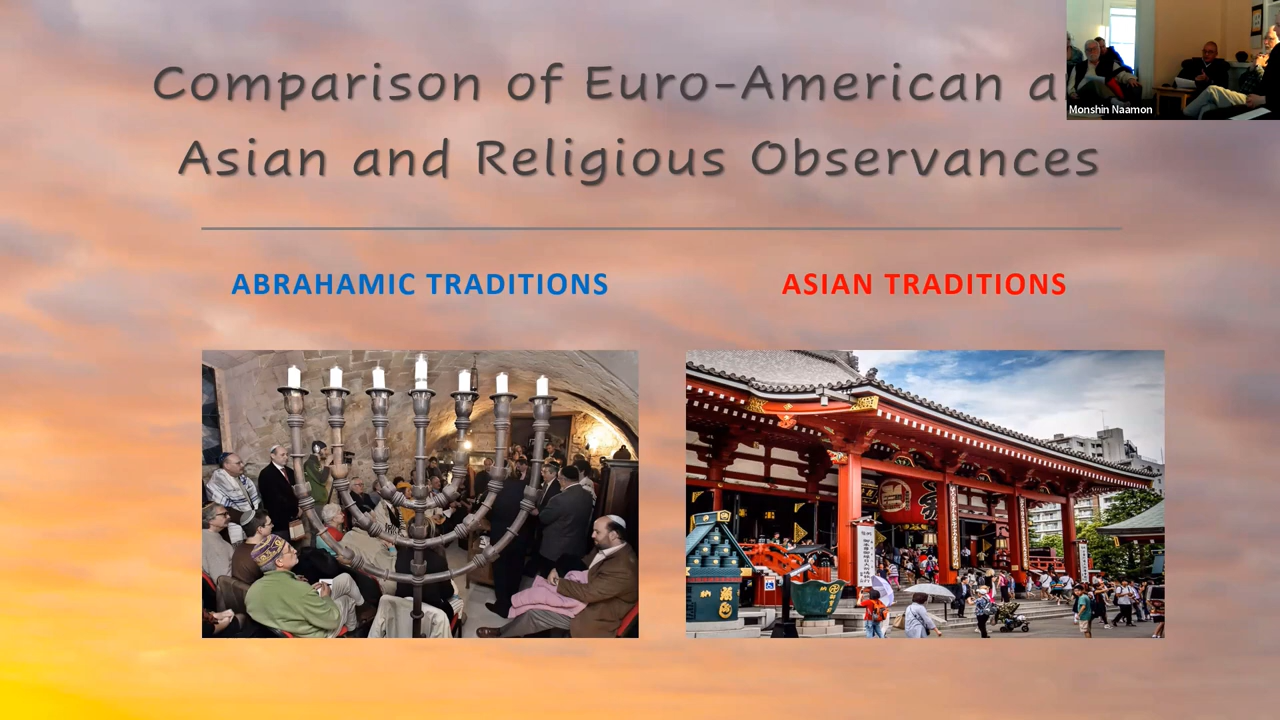 Comparison of Euro-American a
Asian and Religious Observances
Monshin Naamon
ABRAHAMIC TRADITIONS
ASIAN TRADITIONS